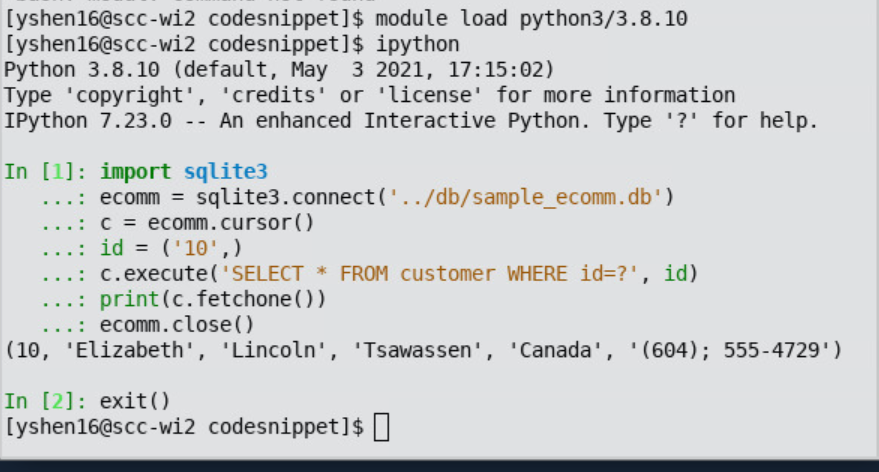 [yshen16@scc-wi2 codesnippet]$ module load python3/3.8.10
[yshen16@scc-wi2 codesnippet]$ ipython
Python 3.8.10 (default, May  3 2021, 17:15:02)
Type 'copyright', 'credits' or 'license' for more information
IPython 7.23.0 -- An enhanced Interactive Python. Type '?' for help.
In [1]: import sqlite3
   ...: ecomm = sqlite3.connect('../db/sample_ecomm.db')
   ...: c = ecomm.cursor()
   ...: id = ('10',)
   ...: c.execute('SELECT * FROM customer WHERE id=?', id)
   ...: print(c.fetchone())
   ...: ecomm.close()
(10, 'Elizabeth', 'Lincoln', 'Tsawassen', 'Canada', '(604); 555-4729')
In [2]: exit()
[yshen16@scc-wi2 codesnippet]$